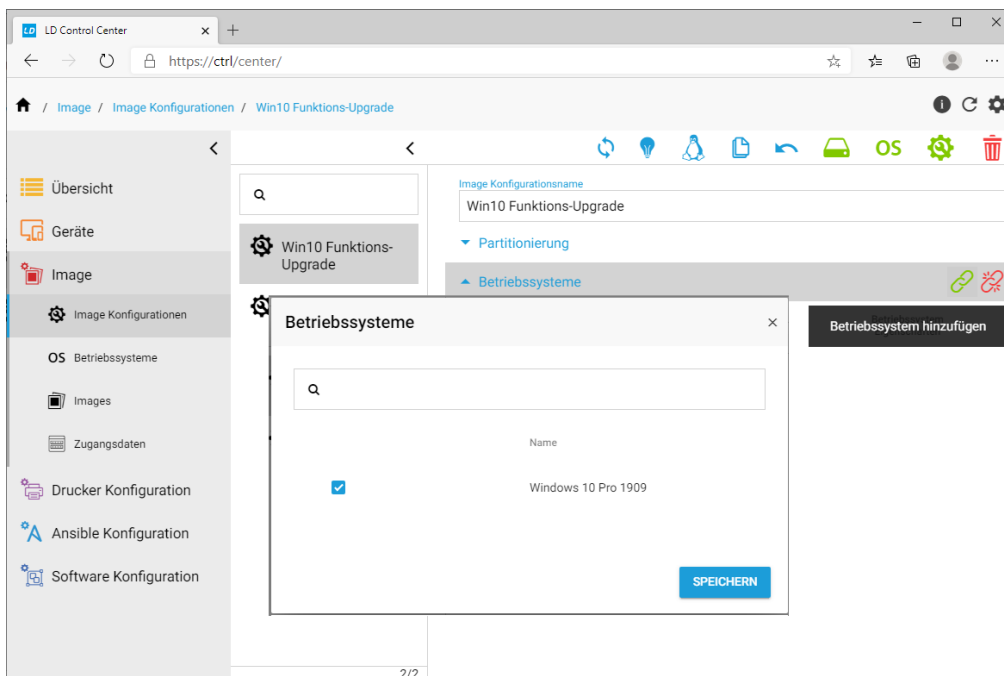 LD LD Control Center
https://ctrl/center/
/ Image / Image Konfigurationen / Win10 Funktions-Upgrade
OS
Übersicht
Geräte
Image
Image Konfigurationen
OS Betriebssysteme
Images
Zugangsdaten
Drucker Konfiguration
Ansible Konfiguration
Software Konfiguration
Win10 Funktions-
Upgrade
2/2
Image Konfigurationsname
Win10 Funktions-Upgrade
Partitionierung
Betriebssysteme
Betriebssystem hinzufügen
Betriebssysteme
Name
Windows 10 Pro 1909
SPEICHERN